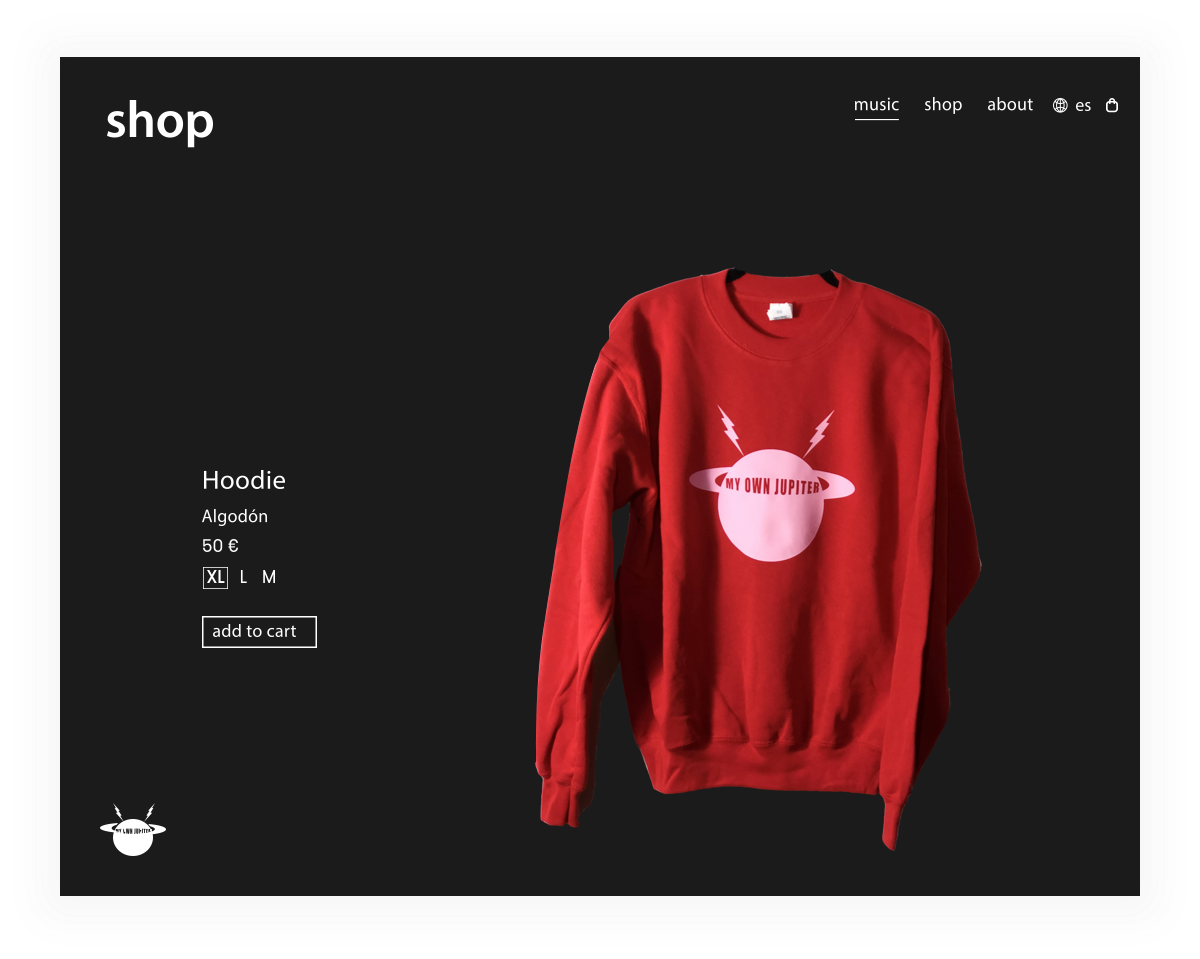 shop
music shop about es
MY OWN JUPITER
Hoodie
Algodón
50 €
XL L M
add to cart
MY OWN JUPITER